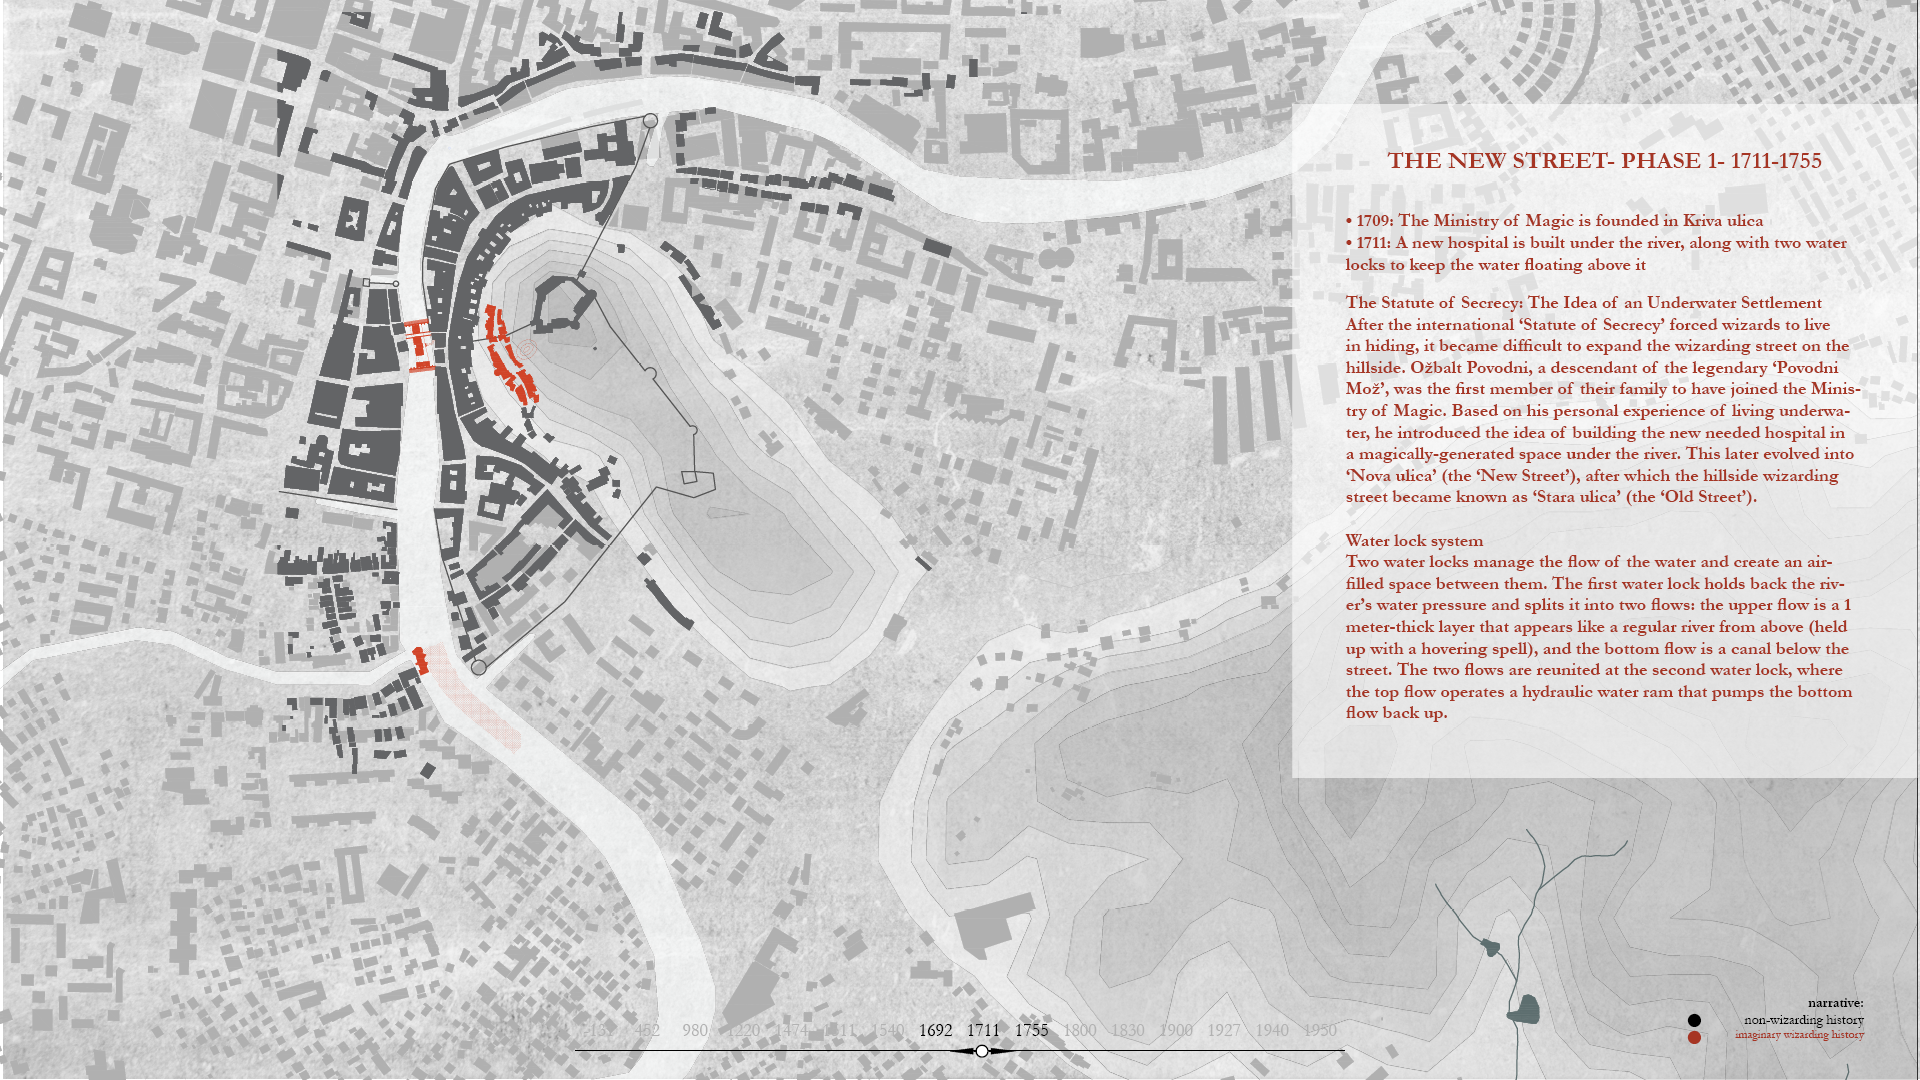 THE NEW STREET- PHASE 1- 1711-1755
• 1709: The Ministry of Magic is founded in Kriva ulica
• 1711: A new hospital is built under the river, along with two water
locks to keep the water floating above it
The Statute of Secrecy: The Idea of an Underwater Settlement
After the international ‘Statute of Secrecy’ forced wizards to live
in hiding, it became difficult to expand the wizarding street on the
hillside. Ožbalt Povodni, a descendant of the legendary ‘Povodni
Mož’, was the first member of their family to have joined the Minis-
try of Magic. Based on his personal experience of living underwa-
ter, he introduced the idea of building the new needed hospital in
a magically-generated space under the river. This later evolved into
‘Nova ulica’ (the ‘New Street’), after which the hillside wizarding
street became known as ‘Stara ulica’ (the ‘Old Street’).
Water lock system
Two water locks manage the flow of the water and create an air-
filled space between them. The first water lock holds back the riv-
er’s water pressure and splits it into two flows: the upper flow is a 1
meter-thick layer that appears like a regular river from above (held
up with a hovering spell), and the bottom flow is a canal below the
street. The two flows are reunited at the second water lock, where
the top flow operates a hydraulic water ram that pumps the bottom
flow back up.
narrative:
non-wizarding history
imaginary wizarding history
452 980 1220 1474 1511 1540 1692 1711 1755 1800 1830 1900 1927 1940 1950